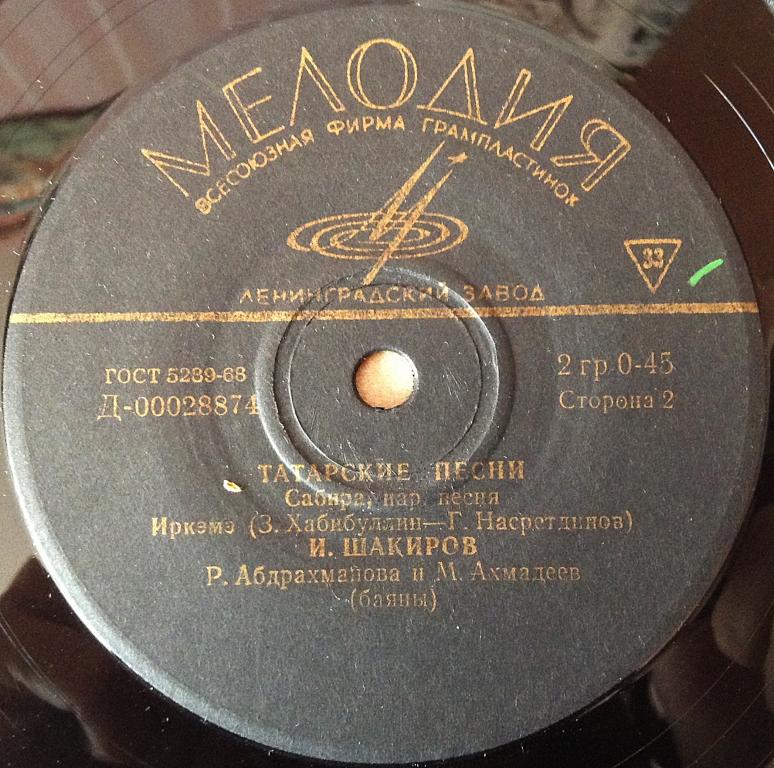 МЕЛОДИЯ
ВСЕСОЮЗНАЯ ФИРМА ГРАМПЛАСТИНОК
33
ЛЕНИНГРАДСКИЙ ЗАВОД
ГОСТ 5289-68
2 гр 0-45
Д-00028874
Сторона 2
ТАТАРСКИЕ ПЕСНИ
Сабира, нар. песня
Иркэмэ (З. Хабибуллин—Г. Насретдинов)
И. ШАКИРОВ
Р. Абдрахманова и М. Ахмадеев
(баяны)